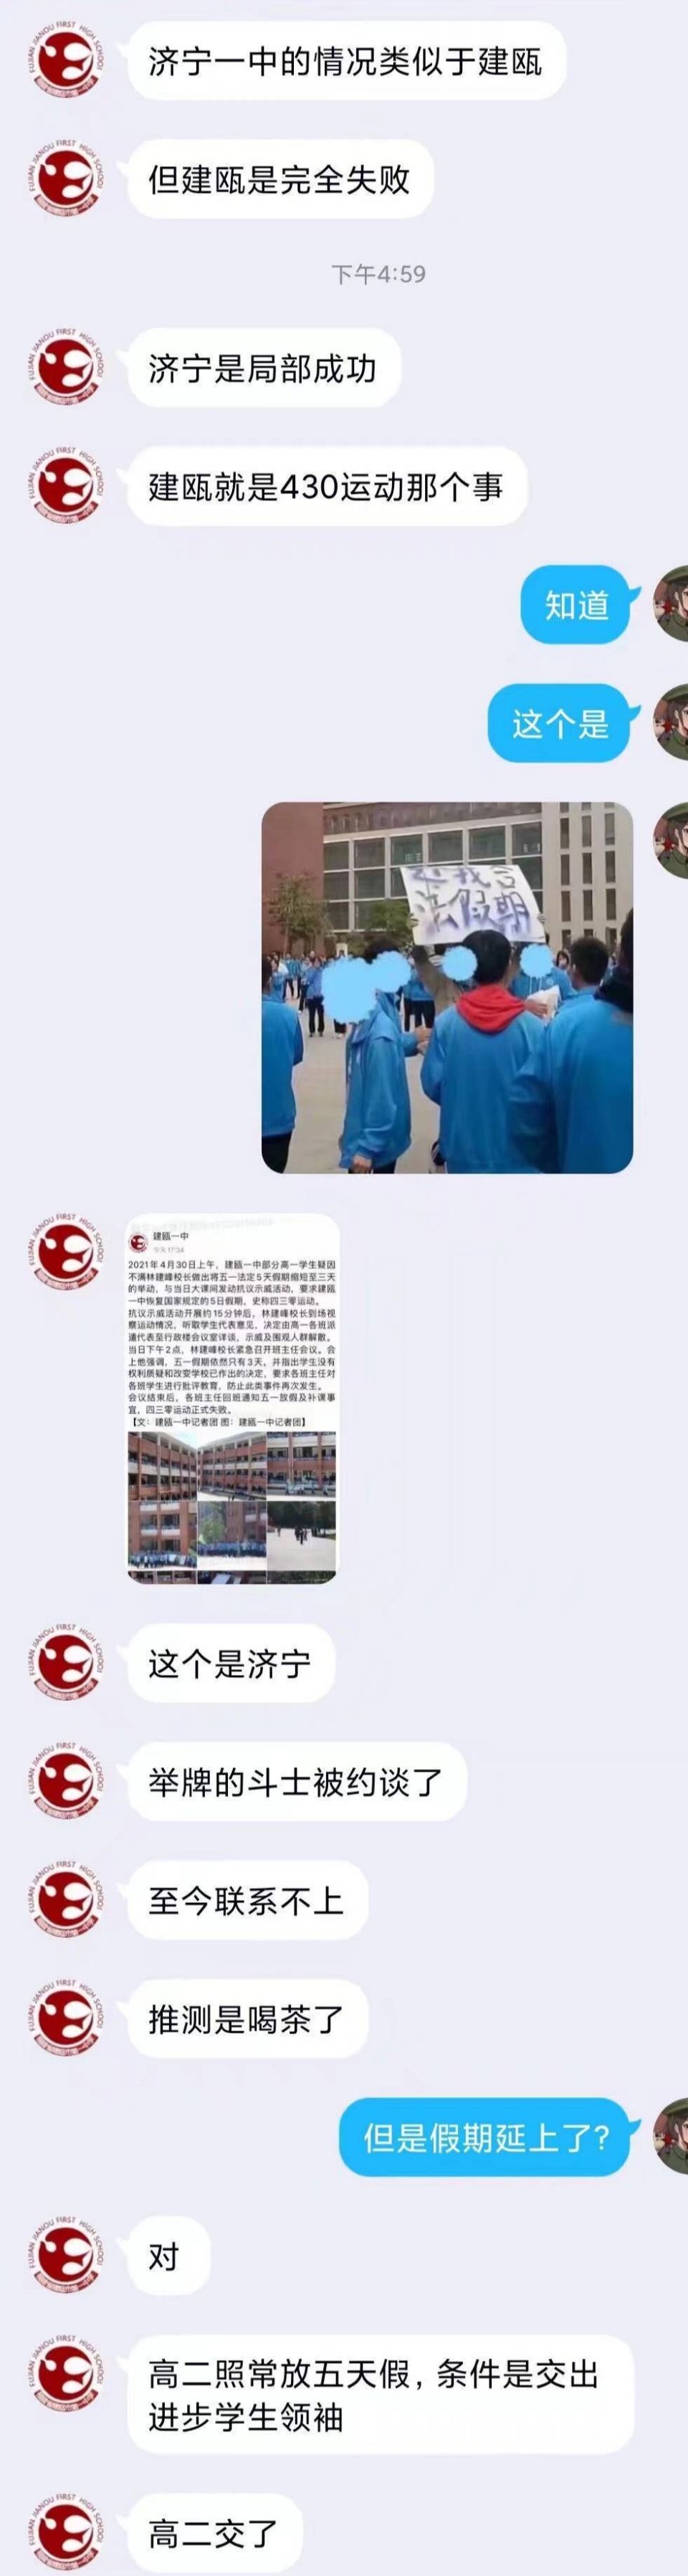 济宁一中的情况类似于建瓯
但建瓯是完全失败
下午4:59
济宁是局部成功
建瓯就是430运动那个事
知道
这个是
还我合
法假期
建瓯一中
今天 17:34
2021年4月30日上午，建瓯一中部分高一学生疑因
不满林建峰校长做出将五一法定5天假期缩短至三天
的举动，与当日大课间发动抗议示威活动，要求建瓯
一中恢复国家规定的5日假期，史称四三零运动。
抗议示威活动开展约15分钟后，林建峰校长到场视
察运动情况，听取学生代表意见，决定由高一各班派
遣代表至行政楼会议室详谈，示威及围观人群解散。
当日下午2点，林建峰校长紧急召开班主任会议。会
上他强调，五一假期依然只有3天，并指出学生没有
权利质疑和改变学校已作出的决定，要求各班主任对
各班学生进行批评教育，防止此类事件再次发生。
会议结束后，各班主任回班通知五一放假及补课事
宜，四三零运动正式失败。
【文：建瓯一中记者团 图：建瓯一中记者团】
这个是济宁
举牌的斗士被约谈了
至今联系不上
推测是喝茶了
但是假期延上了?
对
高二照常放五天假，条件是交出
进步学生领袖
高二交了
FUJIAN JIANOU FIRST HIGH SCHOOL